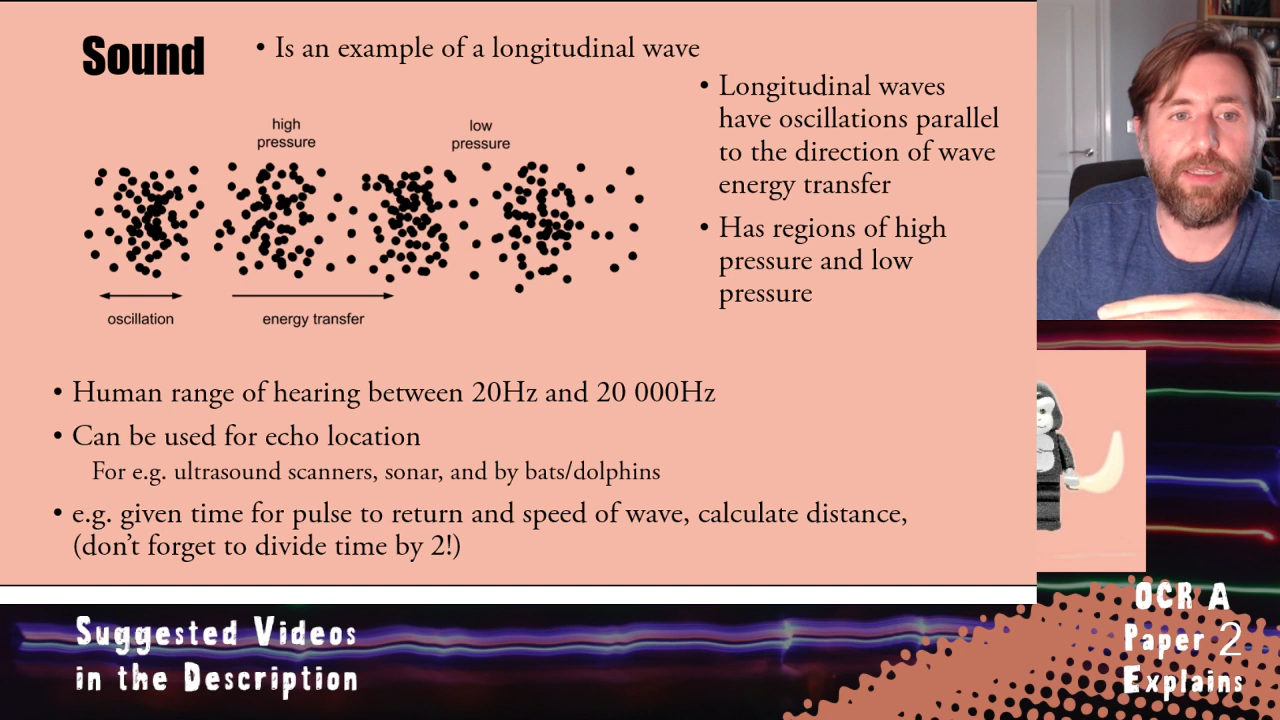 Sound
• Is an example of a longitudinal wave
• Longitudinal waves
have oscillations parallel
to the direction of wave
energy transfer
• Has regions of high
pressure and low
pressure
high
pressure
low
pressure
oscillation
energy transfer
• Human range of hearing between 20Hz and 20 000Hz
• Can be used for echo location
For e.g. ultrasound scanners, sonar, and by bats/dolphins
• e.g. given time for pulse to return and speed of wave, calculate distance,
(don’t forget to divide time by 2!)
Suggested Videos
in the Description
OCR A
Paper 2
Explains